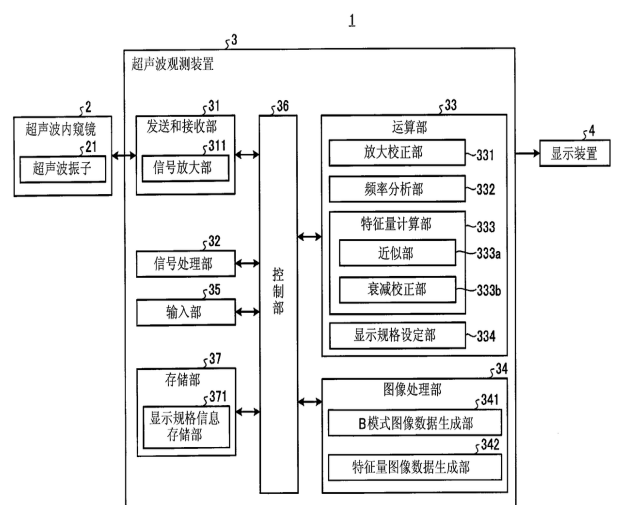 1
3
超声波观测装置
2
超声波内窥镜
21
超声波振子
31
发送和接收部
311
信号放大部
32
信号处理部
35
输入部
37
存储部
371
显示规格信息
存储部
36
控制部
33
运算部
放大校正部
331
频率分析部
332
特征量计算部
333
近似部
333a
衰减校正部
333b
显示规格设定部
334
34
图像处理部
341
B模式图像数据生成部
342
特征量图像数据生成部
4
显示装置